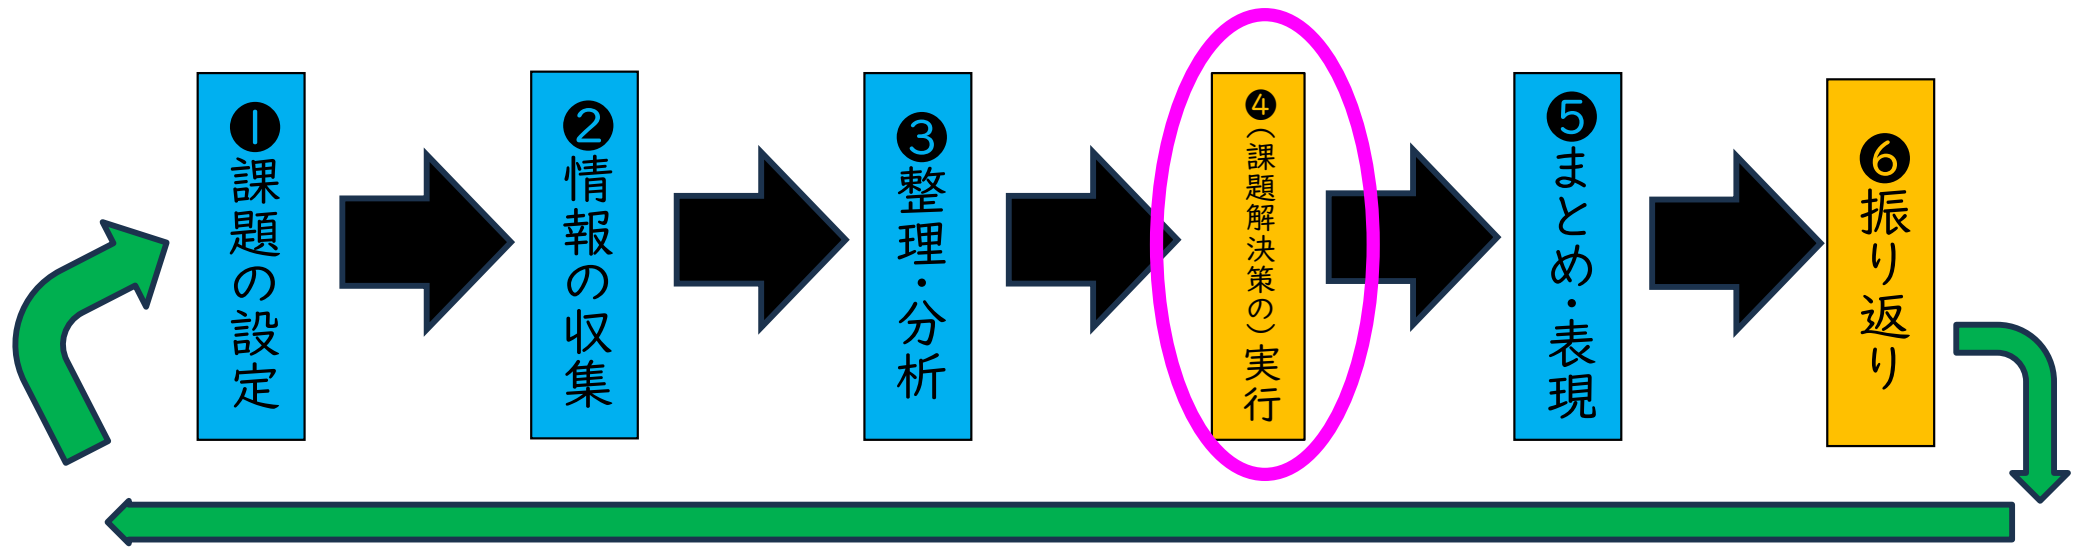 ❶課題の設定
❷情報の収集
❸整理・分析
❹(課題解決策の)実行
❺まとめ・表現
❻振り返り